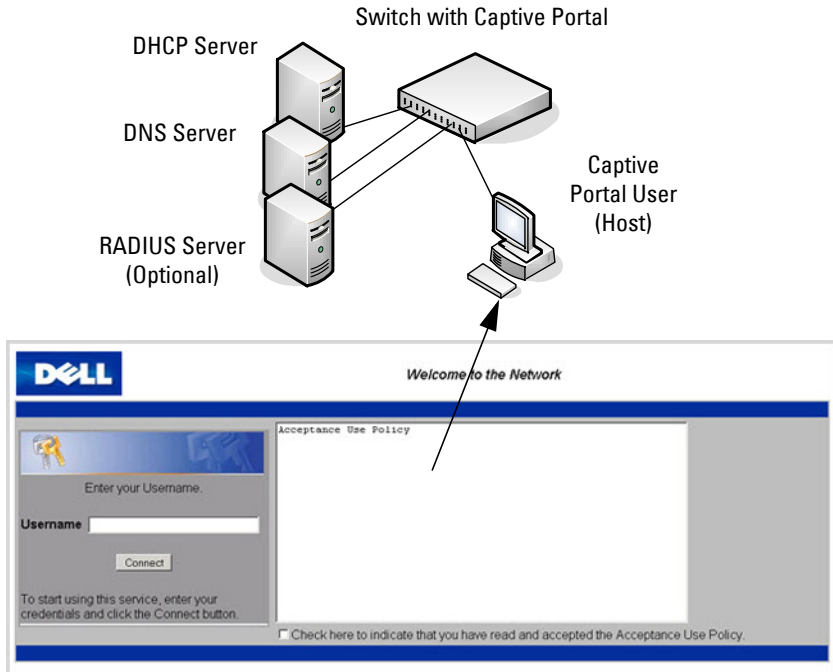 Switch with Captive Portal
DHCP Server
DNS Server
Captive
Portal User
(Host)
RADIUS Server
(Optional)
DELL
Welcome to the Network
Enter your Username.
Username
Connect
To start using this service, enter your
credentials and click the Connect button.
Acceptance Use Policy
Check here to indicate that you have read and accepted the Acceptance Use Policy.